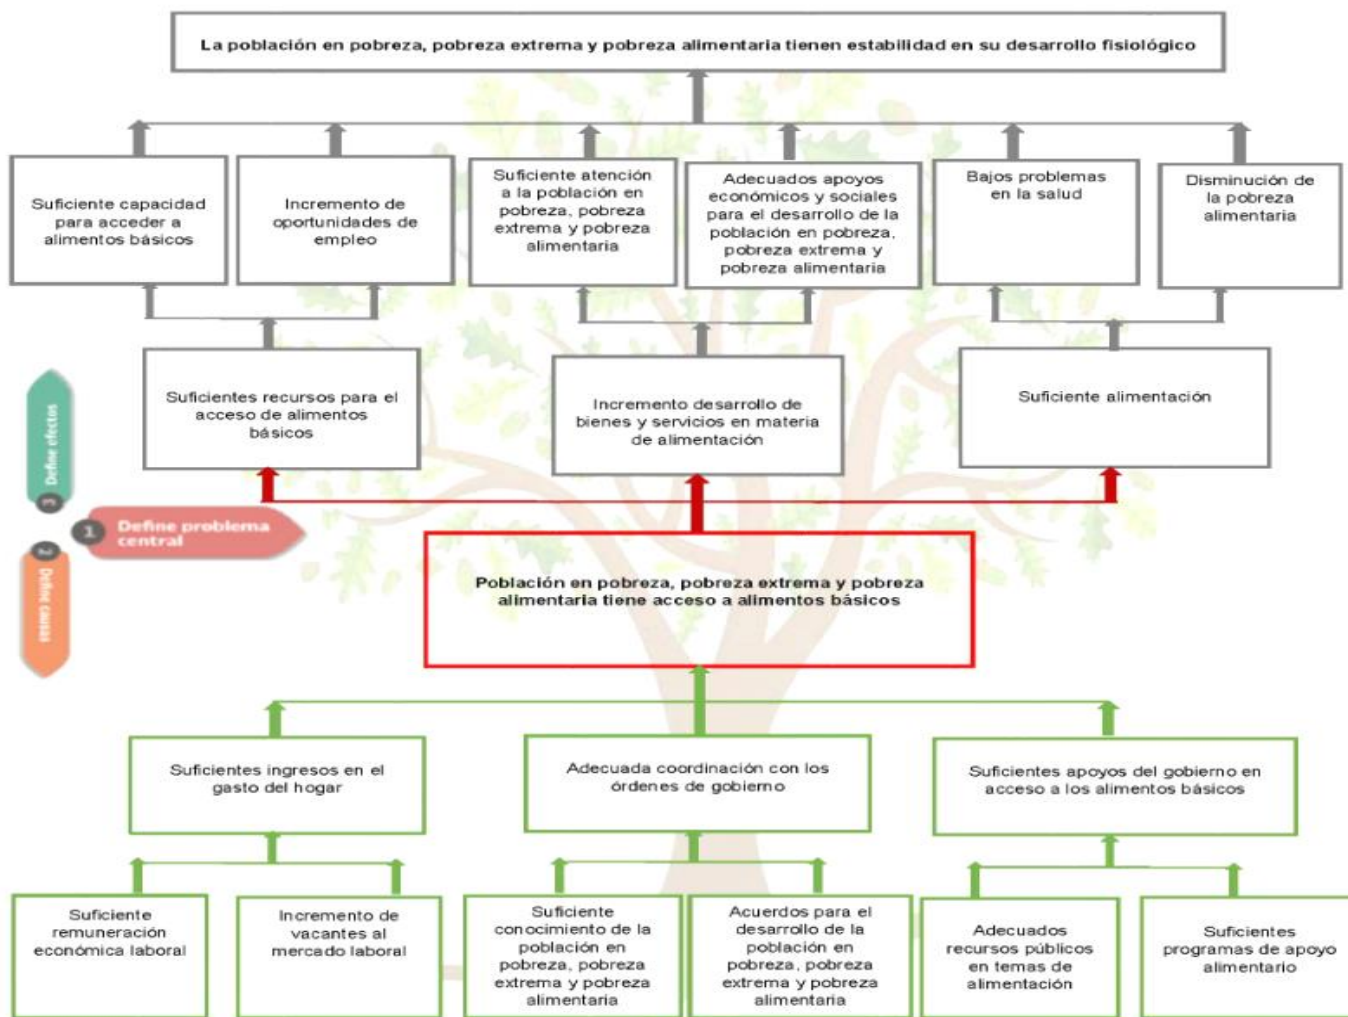 La población en pobreza, pobreza extrema y pobreza alimentaria tienen estabilidad en su desarrollo fisiológico
Suficiente capacidad
para acceder a
alimentos básicos
Incremento de
oportunidades de
empleo
Suficiente atención
a la población en
pobreza, pobreza
extrema y pobreza
alimentaria
Adecuados apoyos
económicos y sociales
para el desarrollo de la
población en pobreza,
pobreza extrema y
pobreza alimentaria
Bajos problemas
en la salud
Disminución de
la pobreza
alimentaria
Suficientes recursos para el
acceso de alimentos
básicos
Incremento desarrollo de
bienes y servicios en materia
de alimentación
Suficiente alimentación
Define efectos
3
1
Define problema
central
2
Define causas
Población en pobreza, pobreza extrema y pobreza
alimentaria tiene acceso a alimentos básicos
Suficientes ingresos en el
gasto del hogar
Adecuada coordinación con los
órdenes de gobierno
Suficientes apoyos del gobierno en
acceso a los alimentos básicos
Suficiente
remuneración
económica laboral
Incremento de
vacantes al
mercado laboral
Suficiente
conocimiento de la
población en
pobreza, pobreza
extrema y pobreza
alimentaria
Acuerdos para el
desarrollo de la
población en
pobreza, pobreza
extrema y pobreza
alimentaria
Adecuados
recursos públicos
en temas de
alimentación
Suficientes
programas de apoyo
alimentario